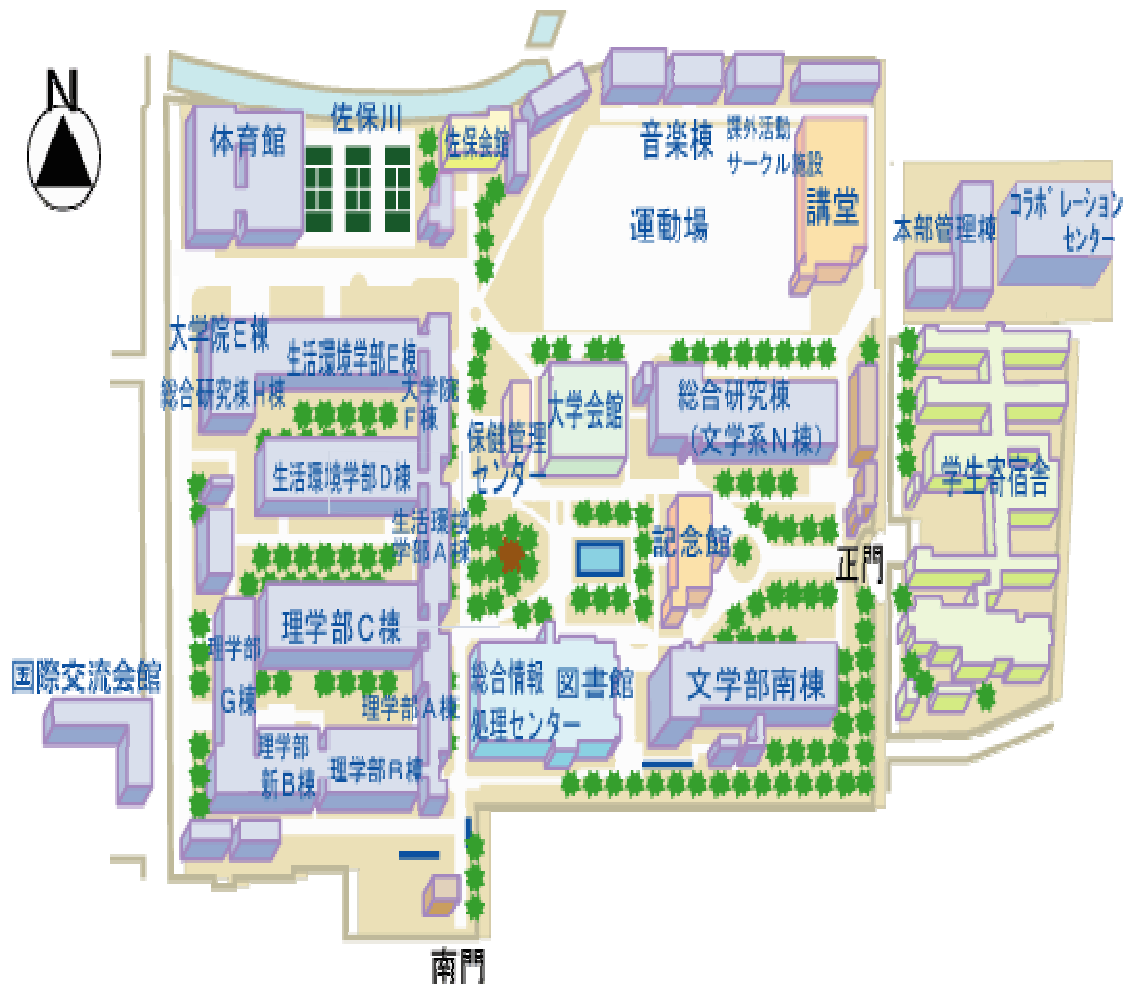 N
佐保川
体育館
佐保会館
音楽棟
課外活動
サークル施設
運動場
講堂
本部管理棟
コラボレーション
センター
大学院E棟
生活環境学部E棟
総合研究棟H棟
大学院
F棟
保健管理
センター
大学会館
総合研究棟
(文学系N棟)
生活環境学部D棟
学生寄宿舎
生活環境
学部A棟
記念館
正門
理学部C棟
理学部
G棟
国際交流会館
総合情報
処理センター
図書館
文学部南棟
理学部A棟
理学部
新B棟
理学部B棟
南門